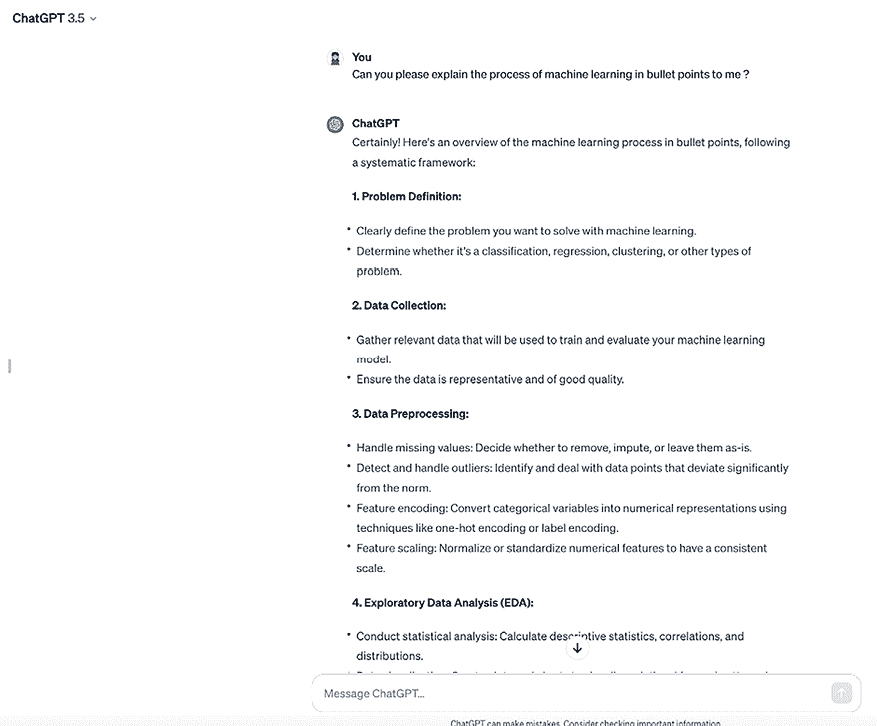 ChatGPT 3.5
You
Can you please explain the process of machine learning in bullet points to me ?
ChatGPT
Certainly! Here's an overview of the machine learning process in bullet points, following
a systematic framework:
1. Problem Definition:
• Clearly define the problem you want to solve with machine learning.
• Determine whether it's a classification, regression, clustering, or other types of
problem.
2. Data Collection:
• Gather relevant data that will be used to train and evaluate your machine learning
model.
• Ensure the data is representative and of good quality.
3. Data Preprocessing:
• Handle missing values: Decide whether to remove, impute, or leave them as-is.
• Detect and handle outliers: Identify and deal with data points that deviate significantly
from the norm.
• Feature encoding: Convert categorical variables into numerical representations using
techniques like one-hot encoding or label encoding.
• Feature scaling: Normalize or standardize numerical features to have a consistent
scale.
4. Exploratory Data Analysis (EDA):
• Conduct statistical analysis: Calculate descriptive statistics, correlations, and
distributions.
Message ChatGPT...
ChatGPT can make mistakes. Consider checking important information.